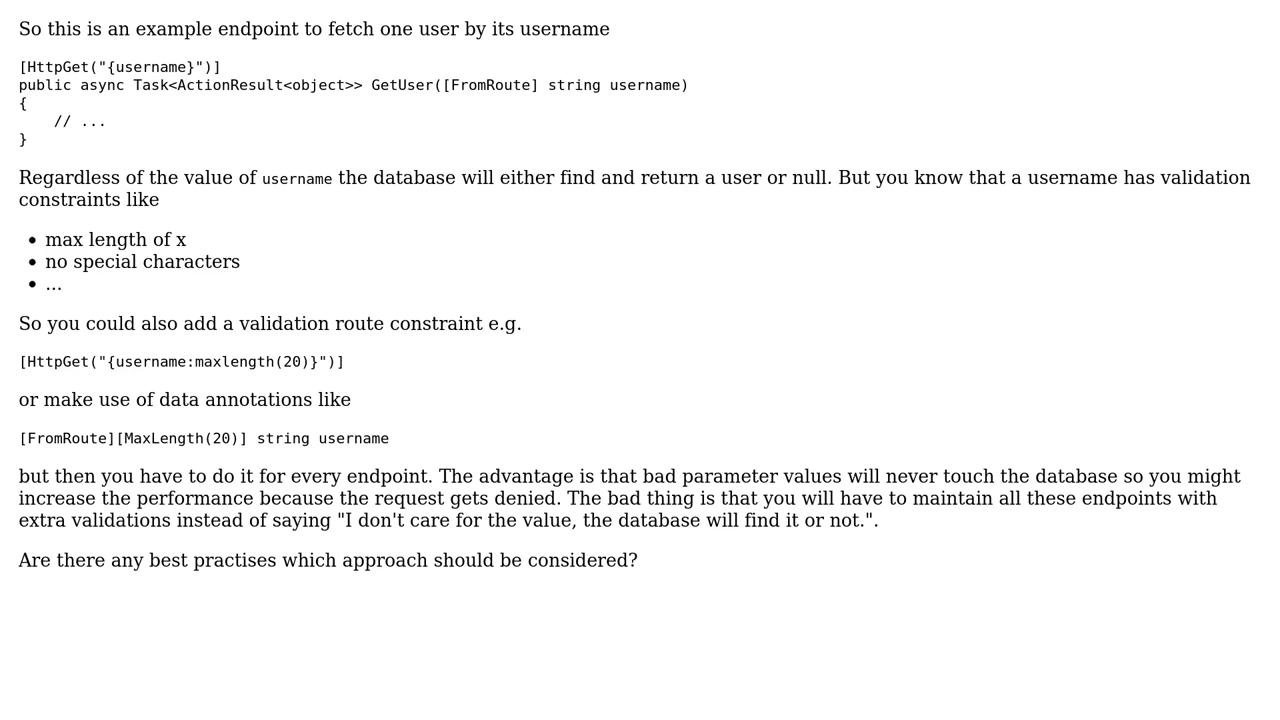 So this is an example endpoint to fetch one user by its username
[HttpGet("{username}")]
public async Task<ActionResult<object>> GetUser([FromRoute] string username)
{
    // ...
}
Regardless of the value of username the database will either find and return a user or null. But you know that a username has validation
constraints like
• max length of x
• no special characters
• ...
So you could also add a validation route constraint e.g.
[HttpGet("{username:maxlength(20)}")]
or make use of data annotations like
[FromRoute][MaxLength(20)] string username
but then you have to do it for every endpoint. The advantage is that bad parameter values will never touch the database so you might
increase the performance because the request gets denied. The bad thing is that you will have to maintain all these endpoints with
extra validations instead of saying "I don't care for the value, the database will find it or not.".
Are there any best practises which approach should be considered?